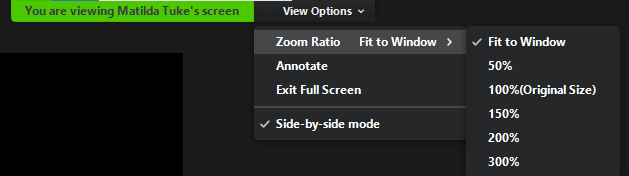 You are viewing Matilda Tuke's screen View Options
Zoom Ratio Fit to Window Fit to Window
Annotate 50%
Exit Full Screen 100%(Original Size)
150%
Side-by-side mode 200%
300%